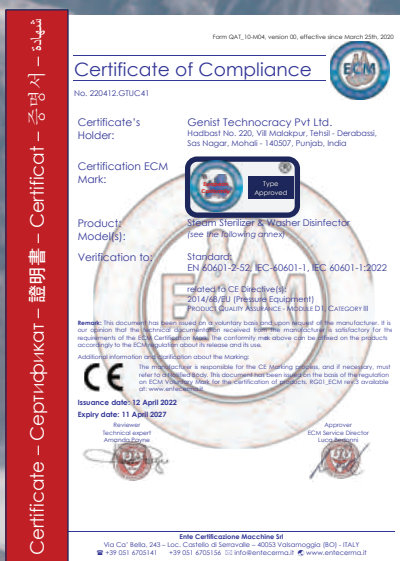 Form QAT_10-M04, version 00, effective since March 25th, 2020
Certificate of Compliance
ECM
No. 220412.GTUC41
Certificate's Holder:
Genist Technocracy Pvt Ltd.
Hadbast No. 220, Vill Malakpur, Tehsil - Derabassi,
Sas Nagar, Mohali - 140507, Punjab, India
Certification ECM Mark:
Type
Approved
Product:
Steam Sterilizer & Washer Disinfector
Model(s):
(see the following annex)
Verification to:
Standard:
EN 60601-2-52, IEC-60601-1, IEC 60601-1:2022
related to CE Directive(s):
2014/68/EU (Pressure Equipment)
Product Quality Assurance - Module D1, Category III
Remark: This document has been issued on a voluntary basis and upon request of the manufacturer. It is
our opinion that the technical documentation received from the manufacturer is satisfactory for the
requirements of the ECM Certification Mark. The conformity mark above can be affixed on the products
accordingly to the ECM regulation about its release and its use.
Additional information and clarification about the Marking:
CE
The manufacturer is responsible for the CE Marking process, and if necessary, must
refer to a Notified Body. This document has been issued on the basis of the regulation
on ECM Voluntary Mark for the certification of products. RG01_ECM rev.3 available
at: www.entecerma.it
Issuance date: 12 April 2022
Expiry date: 11 April 2027
Reviewer
Technical expert
Amanda Payne
Approver
ECM Service Director
Luca Bedonni
Ente Certificazione Macchine Srl
Via Ca' Bella, 243 – Loc. Castello di Serravalle – 40053 Valsamoggia (BO) - ITALY
☎ +39 051 6705141 +39 051 6705156 ✉ info@entecerma.it www.entecerma.it
Certificate – Сертификат – 證明書 – Certificat – 증명서 – شهادة